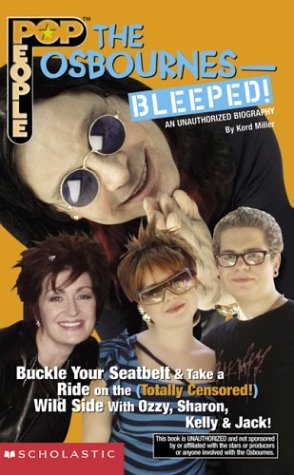 POP
PEOPLE
™
THE
OSBOURNES—
BLEEPED!
AN UNAUTHORIZED BIOGRAPHY
By Kord Miller
Buckle Your Seatbelt & Take a
Ride on the (Totally Censored!)
Wild Side With Ozzy, Sharon,
Kelly & Jack!
SCHOLASTIC
This book is UNAUTHORIZED and not sponsored
by or affiliated with the stars or producers
or anyone involved with the Osbournes.